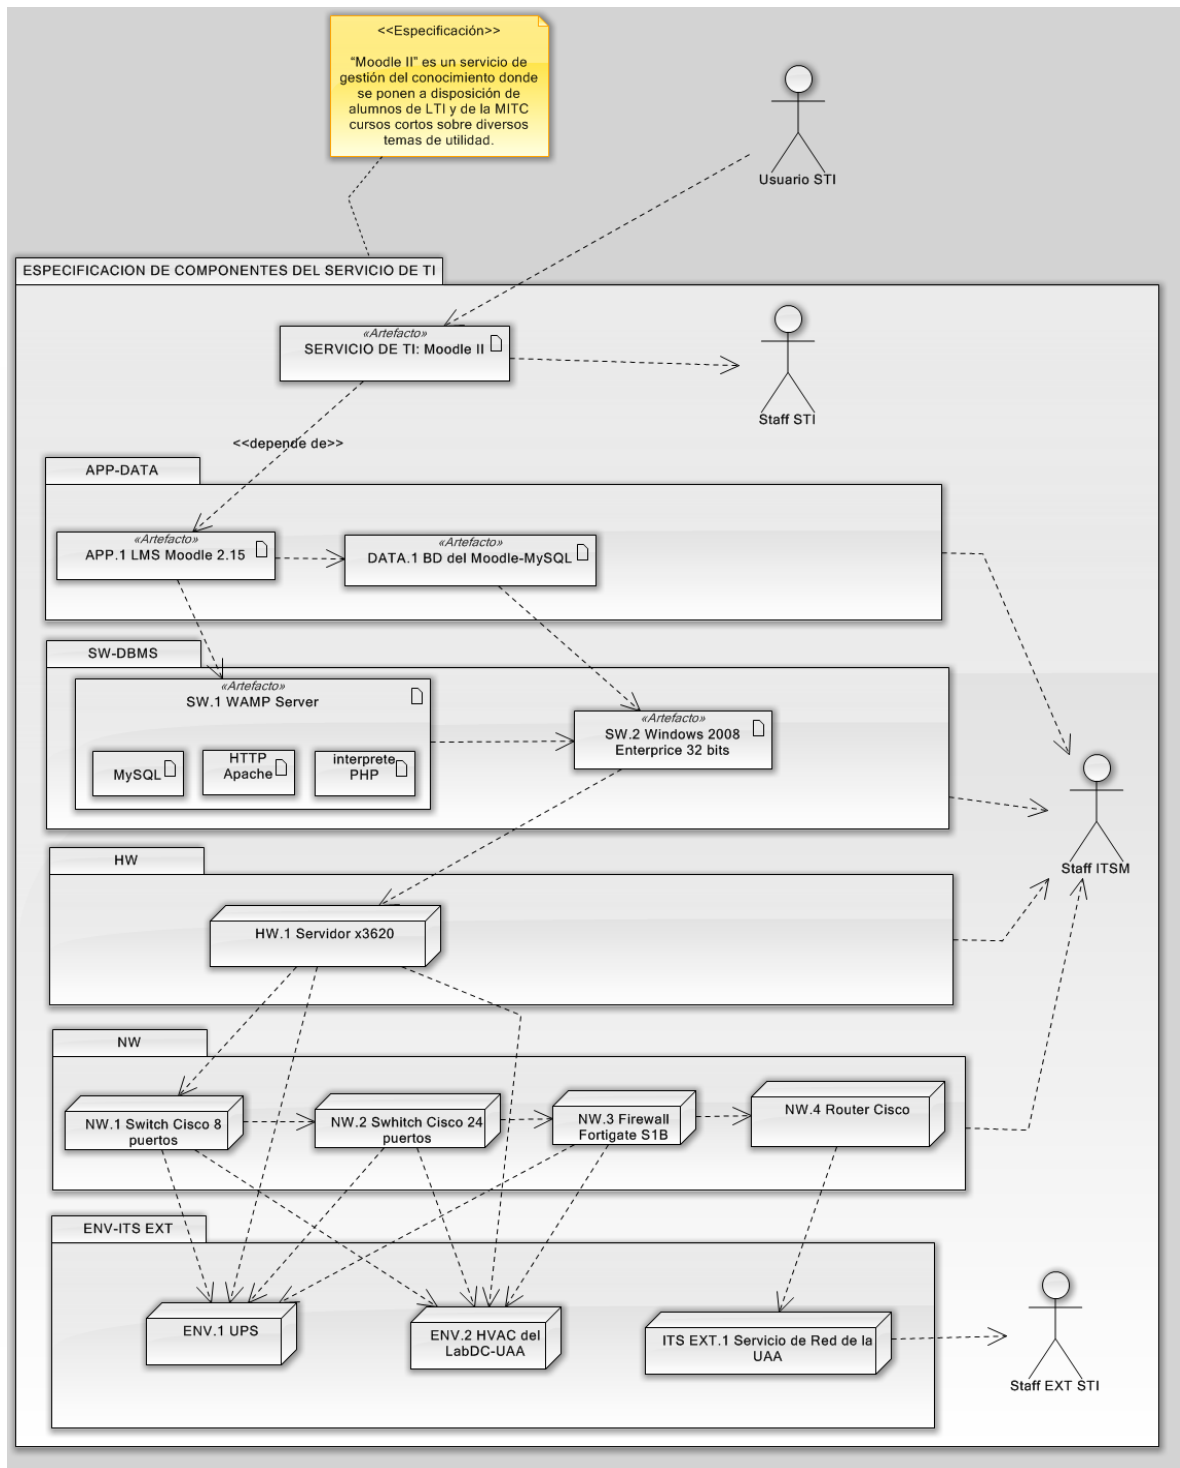 <<Especificación>>
“Moodle II” es un servicio de
gestión del conocimiento donde
se ponen a disposición de
alumnos de LTI y de la MITC
cursos cortos sobre diversos
temas de utilidad.
Usuario STI
ESPECIFICACION DE COMPONENTES DEL SERVICIO DE TI
«Artefacto»
SERVICIO DE TI: Moodle II
Staff STI
<<depende de>>
APP-DATA
«Artefacto»
APP.1 LMS Moodle 2.15
«Artefacto»
DATA.1 BD del Moodle-MySQL
SW-DBMS
«Artefacto»
SW.1 WAMP Server
MySQL
HTTP
Apache
interprete
PHP
«Artefacto»
SW.2 Windows 2008
Enterprice 32 bits
Staff ITSM
HW
HW.1 Servidor x3620
NW
NW.1 Switch Cisco 8
puertos
NW.2 Swhitch Cisco 24
puertos
NW.3 Firewall
Fortigate S1B
NW.4 Router Cisco
ENV-ITS EXT
ENV.1 UPS
ENV.2 HVAC del
LabDC-UAA
ITS EXT.1 Servicio de Red de la
UAA
Staff EXT STI